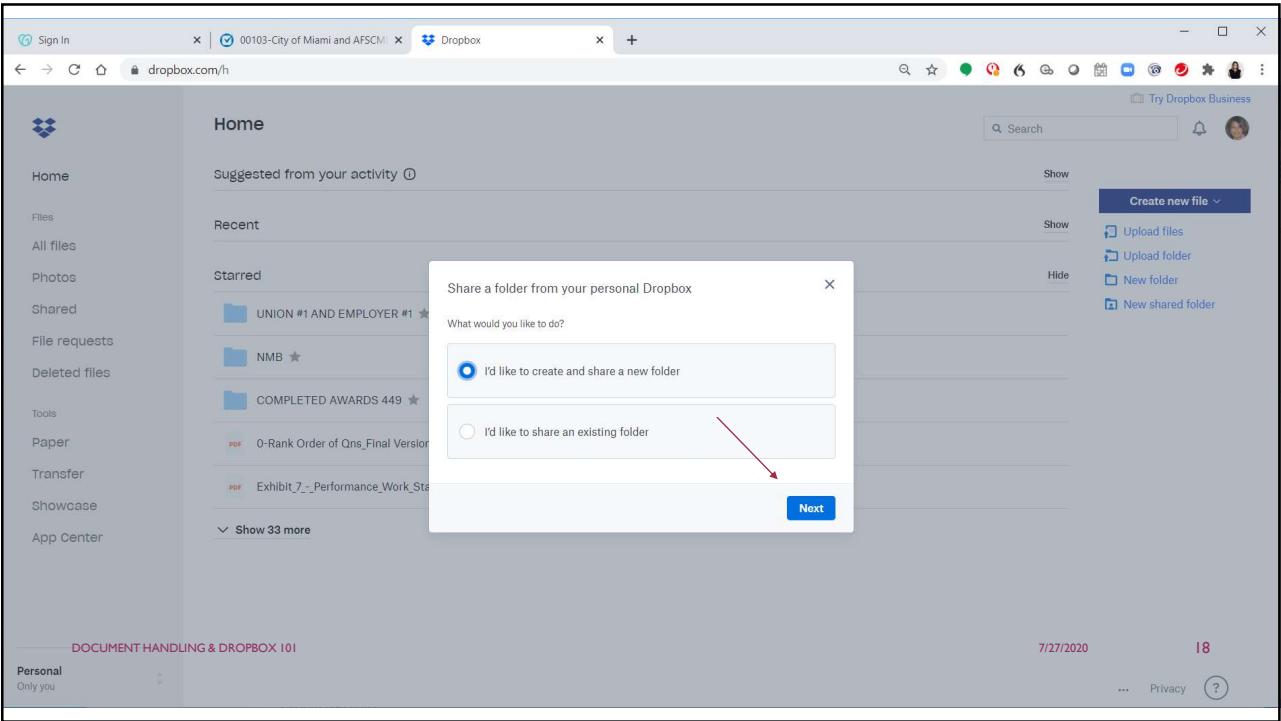 Sign In
00103-City of Miami and AFSCM
Dropbox
dropbox.com/h
Try Dropbox Business
Home
Search
Home
Suggested from your activity
Show
Files
Create new file
Recent
Show
Upload files
All files
Upload folder
Photos
Starred
Hide
New folder
Shared
New shared folder
File requests
Deleted files
UNION #1 AND EMPLOYER #1
NMB
COMPLETED AWARDS 449
PDF 0-Rank Order of Qns_Final Version
PDF Exhibit_7_-_Performance_Work_Sta
Show 33 more
Tools
Paper
Transfer
Showcase
App Center
Share a folder from your personal Dropbox
What would you like to do?
I'd like to create and share a new folder
I'd like to share an existing folder
Next
DOCUMENT HANDLING & DROPBOX 101
7/27/2020
18
Personal
Only you
... Privacy ?